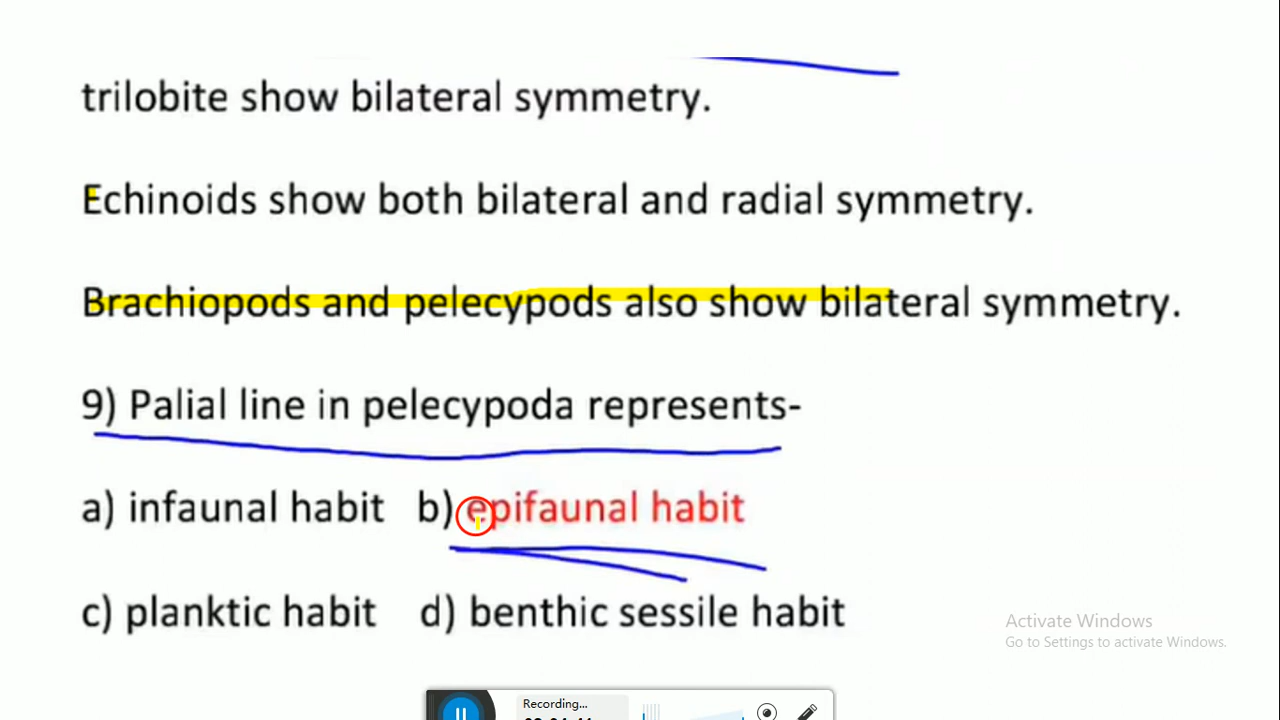 trilobite show bilateral symmetry.
Echinoids show both bilateral and radial symmetry.
Brachiopods and pelecypods also show bilateral symmetry.
9) Palial line in pelecypoda represents-
a) infaunal habit b) epifaunal habit
c) planktic habit d) benthic sessile habit
Activate Windows
Go to Settings to activate Windows.
Recording...